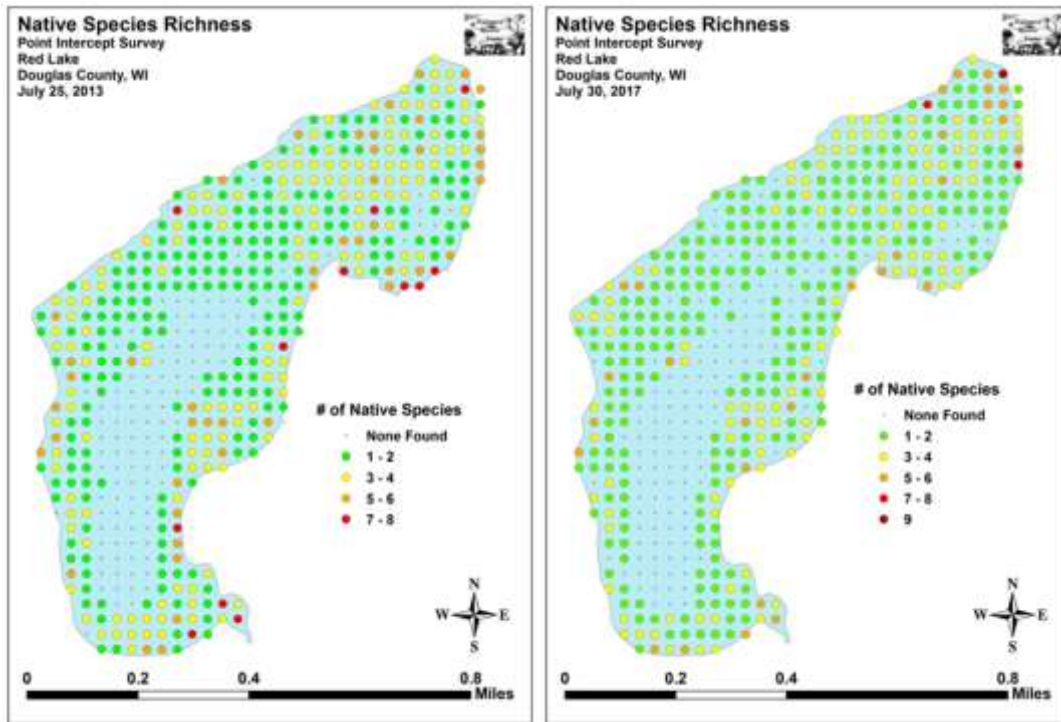 Native Species Richness
Point Intercept Survey
Red Lake
Douglas County, WI
July 25, 2013
# of Native Species
None Found
1 - 2
3 - 4
5 - 6
7 - 8
N
W E
S
0 0.2 0.4 0.8
Miles
Native Species Richness
Point Intercept Survey
Red Lake
Douglas County, WI
July 30, 2017
# of Native Species
None Found
1 - 2
3 - 4
5 - 6
7 - 8
9
N
W E
S
0 0.2 0.4 0.8
Miles